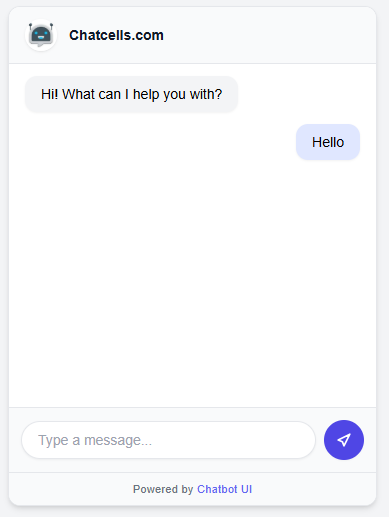 Chatcells.com
Hi! What can I help you with?
Hello
Type a message...
Powered by Chatbot UI